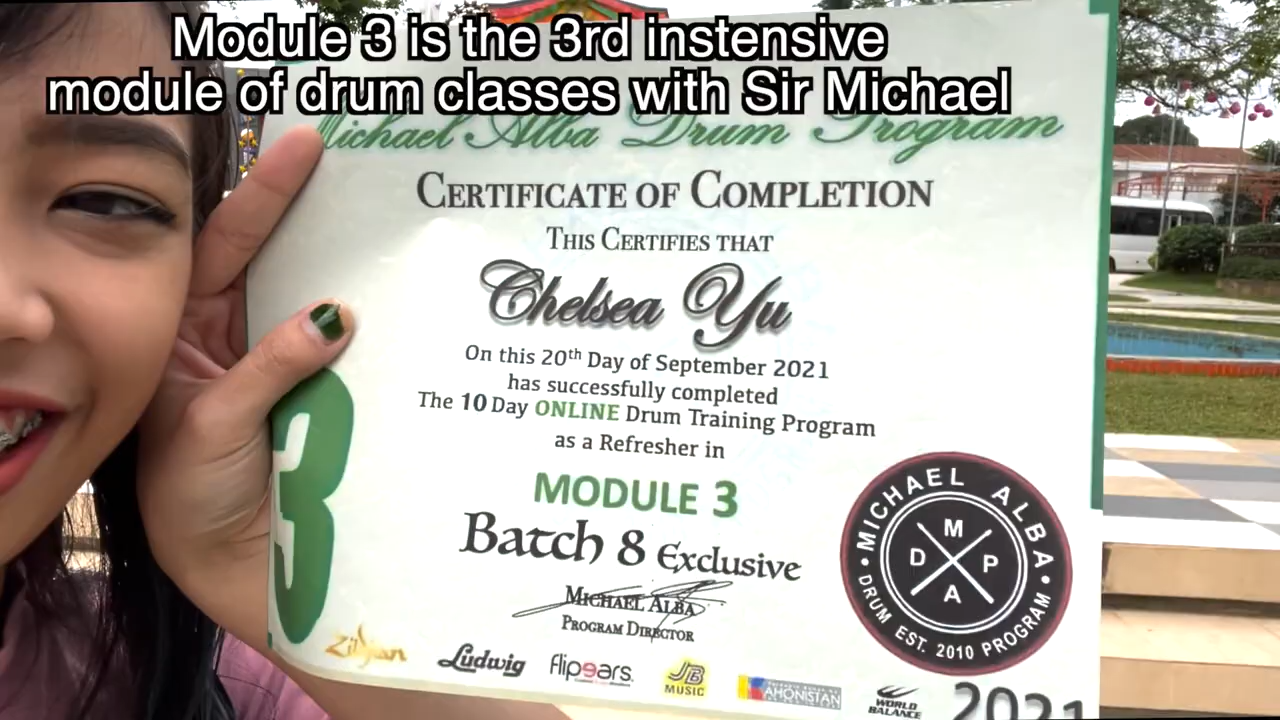 Module 3 is the 3rd instensive
module of drum classes with Sir Michael
Michael Alba Drum Program
CERTIFICATE OF COMPLETION
THIS CERTIFIES THAT
Chelsea Yu
On this 20th Day of September 2021
has successfully completed
The 10 Day ONLINE Drum Training Program
as a Refresher in
MODULE 3
Batch 8 Exclusive
MICHAEL ALBA
PROGRAM DIRECTOR
3
MICHAEL ALBA
M
D P
A
DRUM EST. 2010 PROGRAM
Zildjian
Ludwig
flipears.
JB
MUSIC
AHONISTAN
WORLD
BALANCE
2021